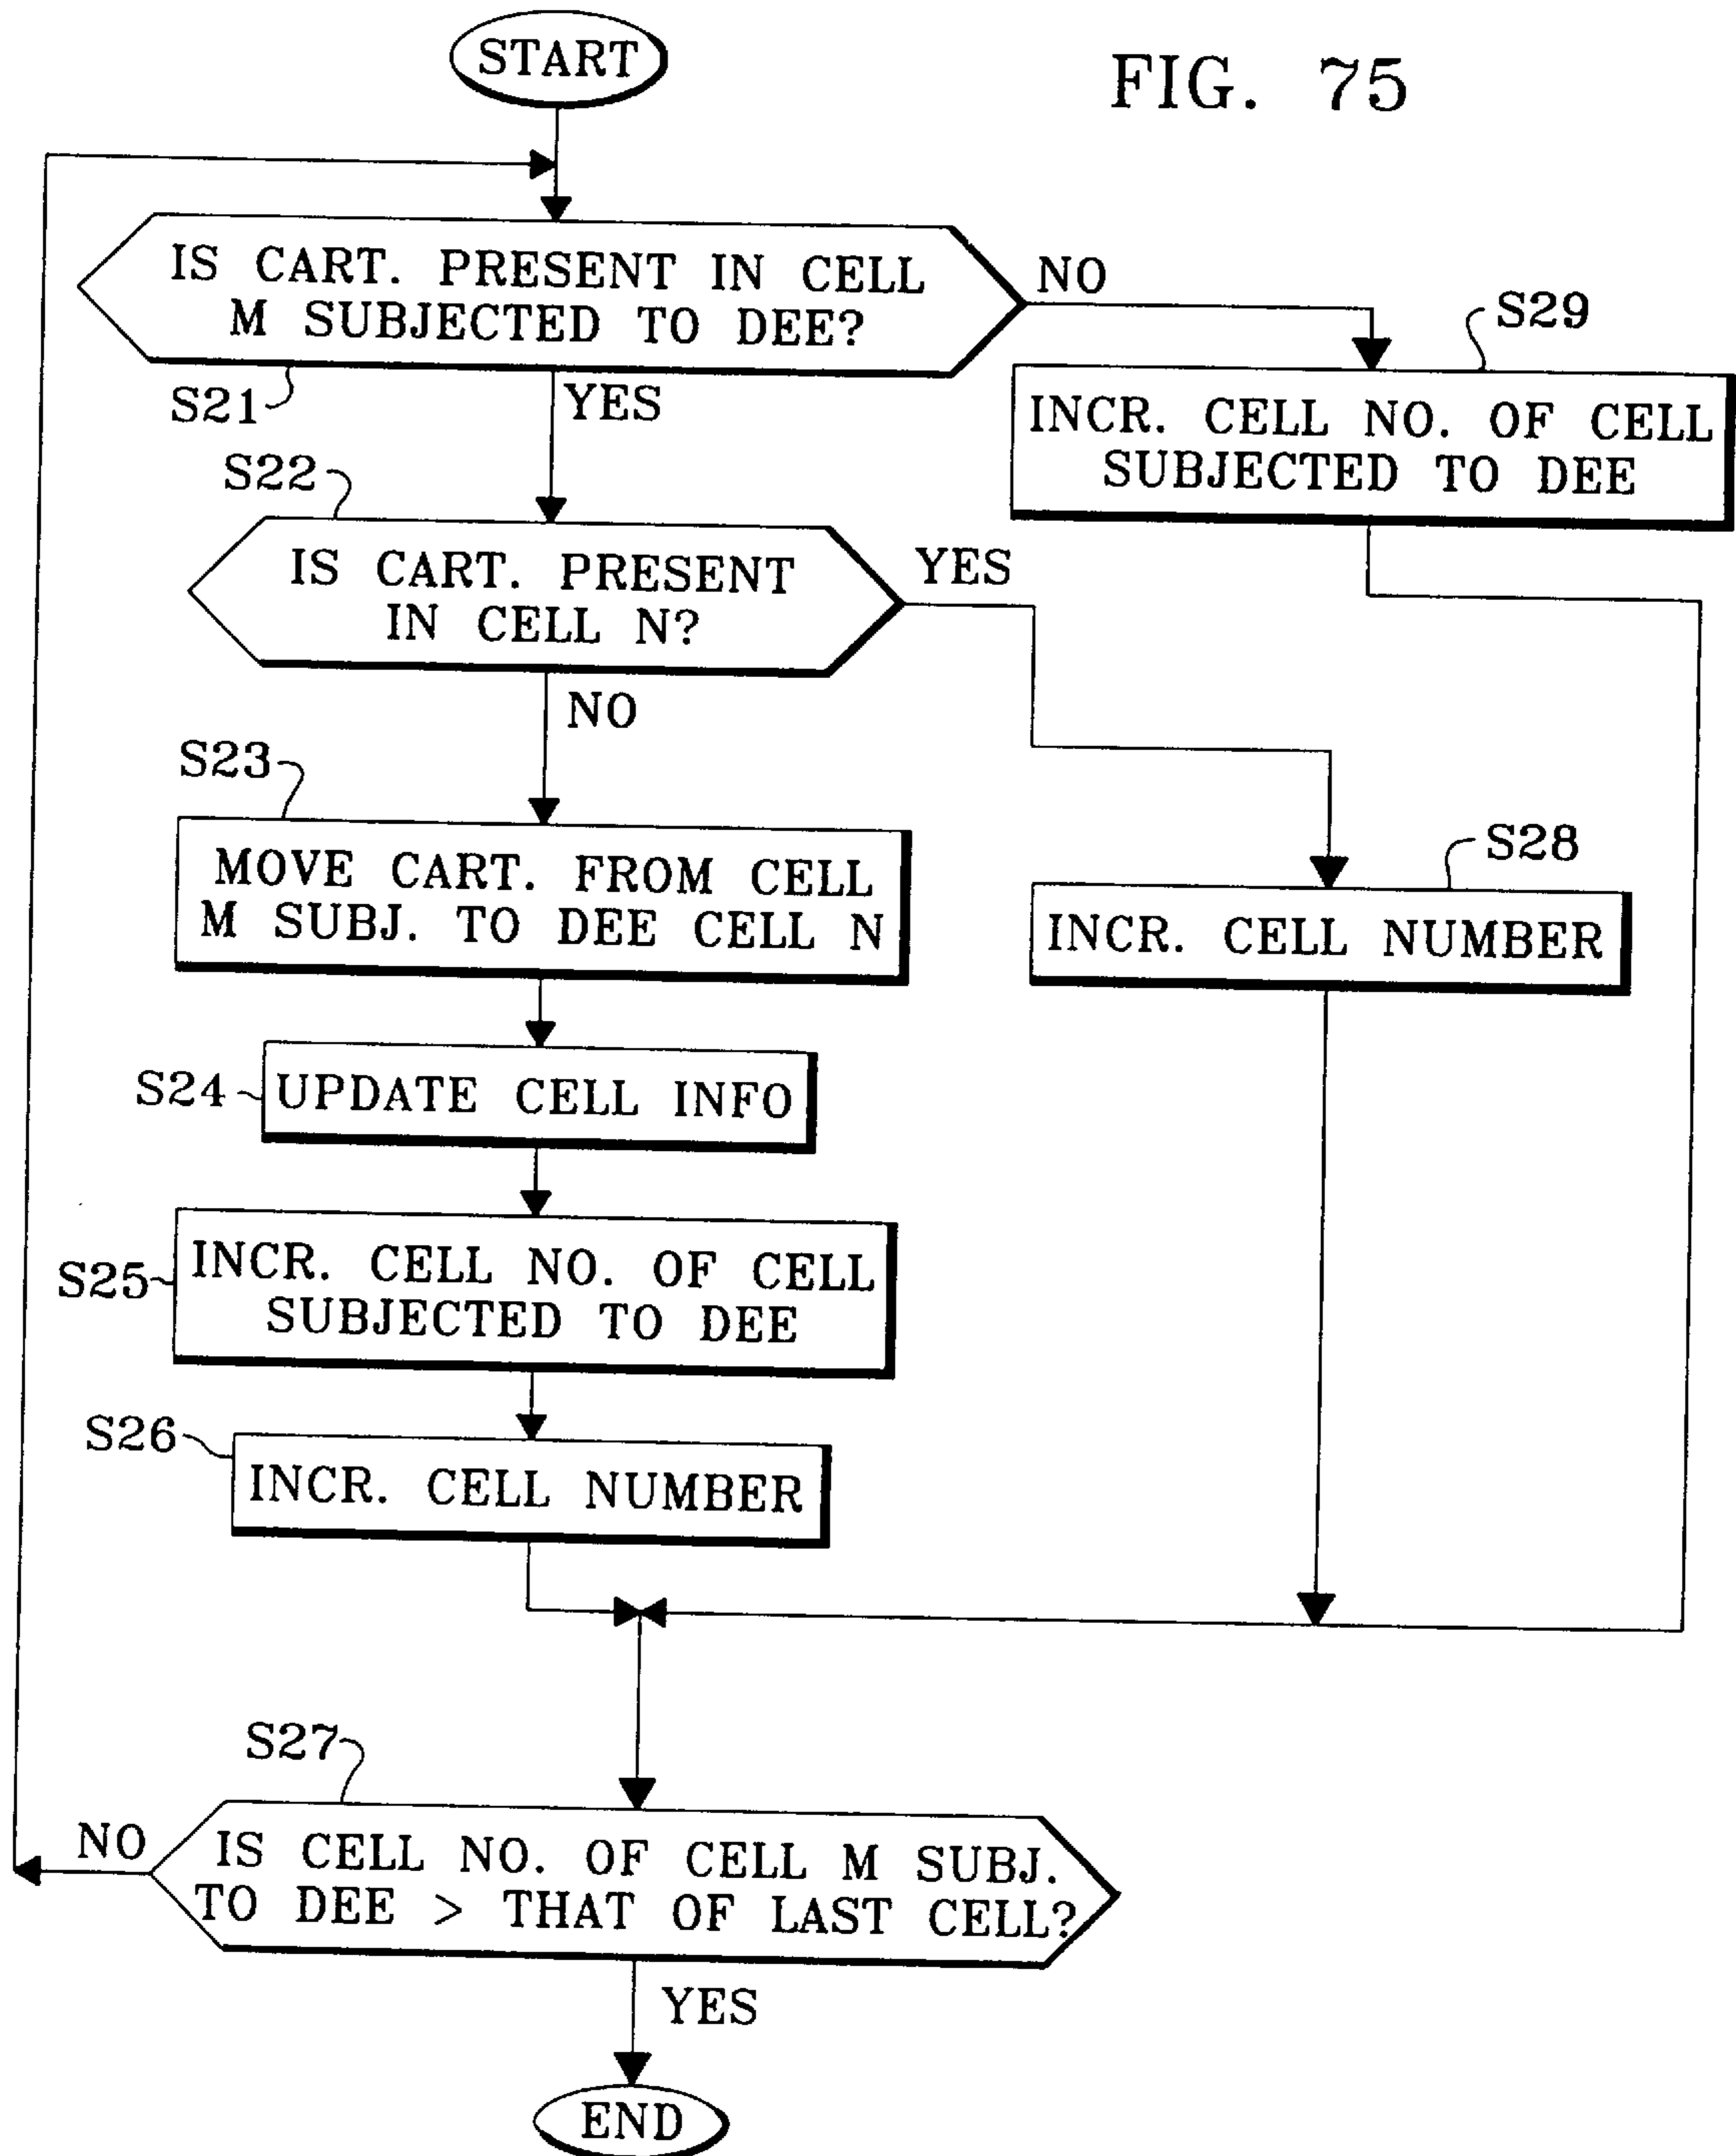 START
FIG. 75
IS CART. PRESENT IN CELL
M SUBJECTED TO DEE?
NO
S21
YES
S29
INCR. CELL NO. OF CELL
SUBJECTED TO DEE
S22
IS CART. PRESENT
IN CELL N?
YES
NO
S23
MOVE CART. FROM CELL
M SUBJ. TO DEE CELL N
S28
INCR. CELL NUMBER
S24
UPDATE CELL INFO
S25
INCR. CELL NO. OF CELL
SUBJECTED TO DEE
S26
INCR. CELL NUMBER
S27
NO
IS CELL NO. OF CELL M SUBJ.
TO DEE > THAT OF LAST CELL?
YES
END